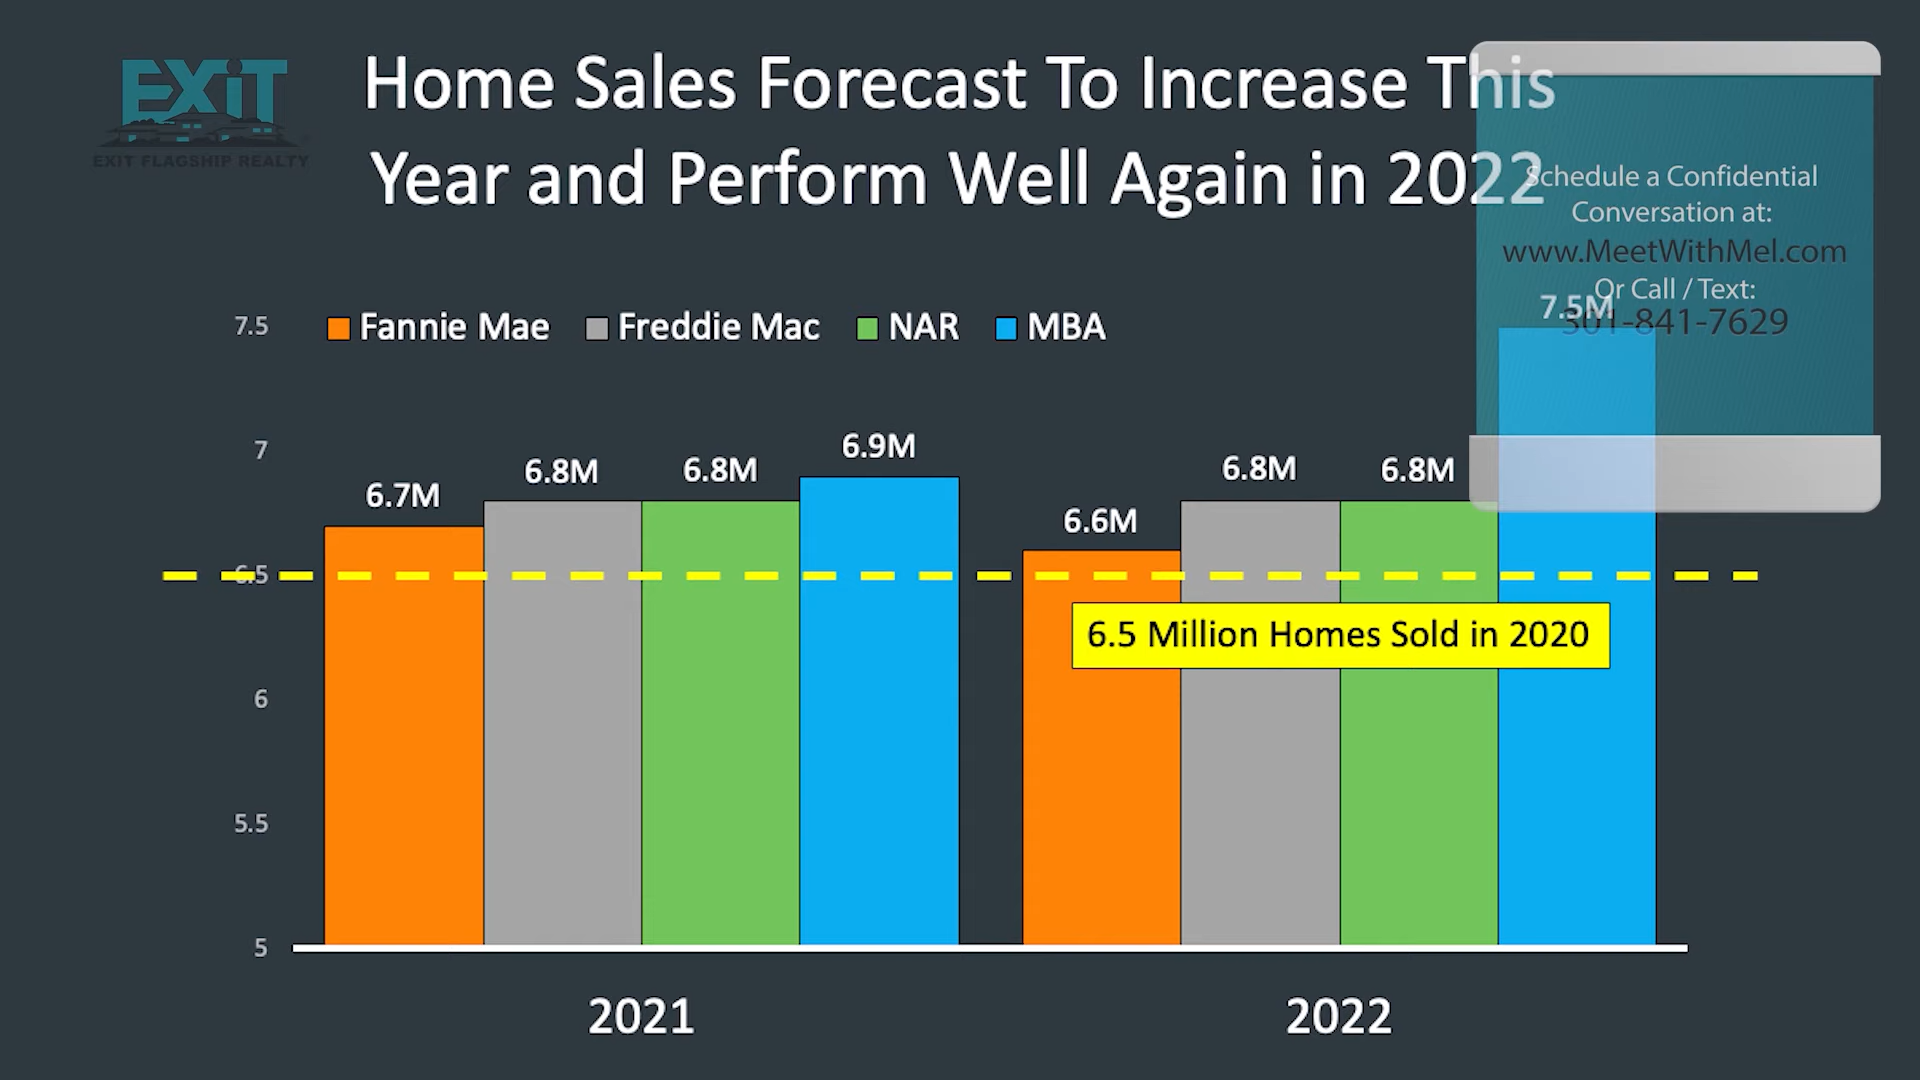 EXIT
EXIT FLAGSHIP REALTY
Home Sales Forecast To Increase This
Year and Perform Well Again in 2022
Schedule a Confidential
Conversation at:
www.MeetWithMel.com
Or Call / Text:
301-841-7629
Fannie Mae Freddie Mac NAR MBA
7.5
7
6.5
6
5.5
5
6.7M
6.8M
6.8M
6.9M
6.6M
6.8M
6.8M
7.5M
6.5 Million Homes Sold in 2020
2021
2022